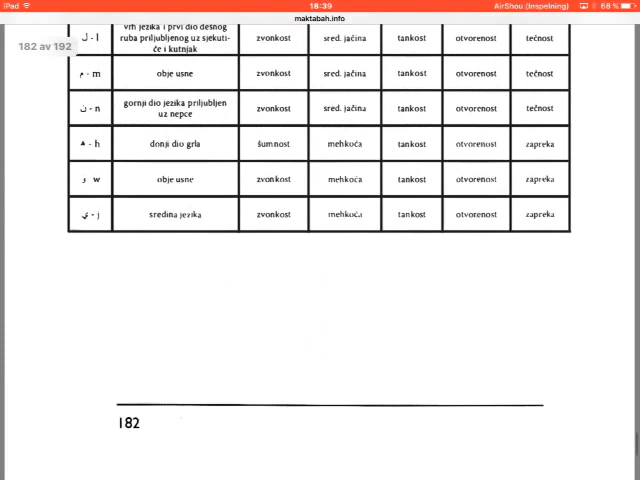 iPad 18:39 AirShou (Inspelning) 68 %
maktabah.info
182 av 192
ل - l vrh jezika i prvi dio desnog ruba priljubljenog uz sjekuti- će i kutnjak zvonkost sred. jačina tankost otvorenost tečnost
م - m obje usne zvonkost sred. jačina tankost otvorenost tečnost
ن - n gornji dio jezika priljubljen uz nepce zvonkost sred. jačina tankost otvorenost tečnost
ﻫ - h donji dio grla šumnost mehkoća tankost otvorenost zapreka
و w obje usne zvonkost mehkoća tankost otvorenost zapreka
ي - j sredina jezika zvonkost mehkoća tankost otvorenost zapreka
182